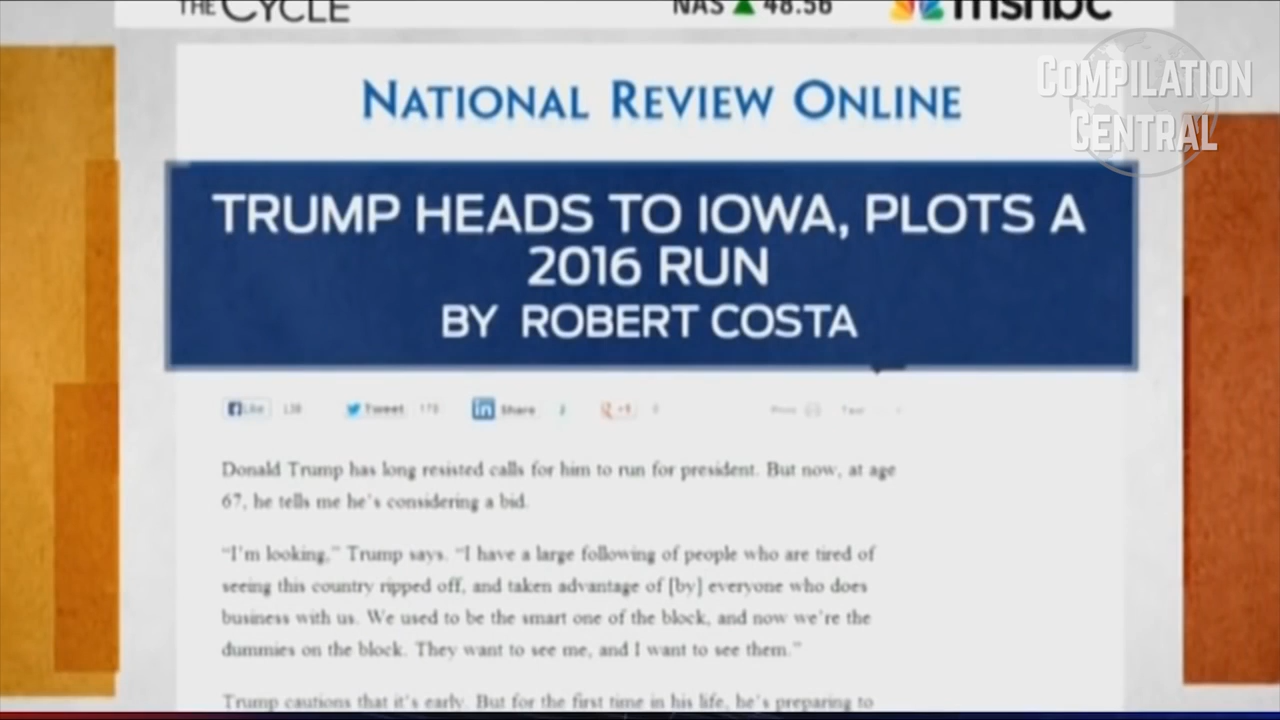 THE CYCLE
NAS ▲ 48.56
msnbc
COMPILATION
CENTRAL
NATIONAL REVIEW ONLINE
TRUMP HEADS TO IOWA, PLOTS A
2016 RUN
BY ROBERT COSTA
Like
Tweet
Share
+1
Donald Trump has long resisted calls for him to run for president. But now, at age
67, he tells me he's considering a bid.
"I'm looking," Trump says. "I have a large following of people who are tired of
seeing this country ripped off, and taken advantage of [by] everyone who does
business with us. We used to be the smart one of the block, and now we're the
dummies on the block. They want to see me, and I want to see them."
Trump cautions that it's early. But for the first time in his life, he's preparing to